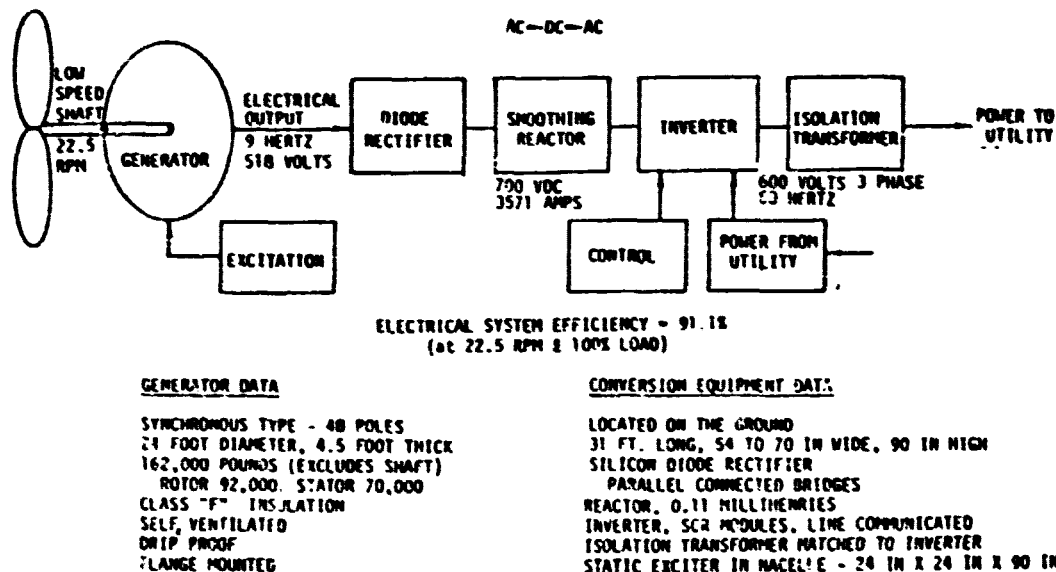 AC—DC—AC
LOW
SPEED
SHAFT
22.5
RPM
GENERATOR
ELECTRICAL
OUTPUT
9 HERTZ
518 VOLTS
DIODE
RECTIFIER
SMOOTHING
REACTOR
700 VDC
3571 AMPS
INVERTER
ISOLATION
TRANSFORMER
600 VOLTS 3 PHASE
HERTZ
POWER TO
UTILITY
EXCITATION
CONTROL
POWER FROM
UTILITY
ELECTRICAL SYSTEM EFFICIENCY - 91.1%
(at 22.5 RPM & 100% LOAD)
GENERATOR DATA
SYNCHRONOUS TYPE - 48 POLES
FOOT DIAMETER, 4.5 FOOT THICK
162,000 POUNDS (EXCLUDES SHAFT)
ROTOR 92,000. STATOR 70,000
CLASS "F" INSULATION
SELF VENTILATED
DRIP PROOF
FLANGE MOUNTED
CONVERSION EQUIPMENT DATA
LOCATED ON THE GROUND
31 FT. LONG, 54 TO 70 IN WIDE, 90 IN HIGH
SILICON DIODE RECTIFIER
PARALLEL CONNECTED BRIDGES
REACTOR, 0.11 MILLIHENRIES
INVERTER, SCR MODULES, LINE COMMUNICATED
ISOLATION TRANSFORMER MATCHED TO INVERTER
STATIC EXCITER IN NACELLE - 24 IN X 24 IN X 90 IN